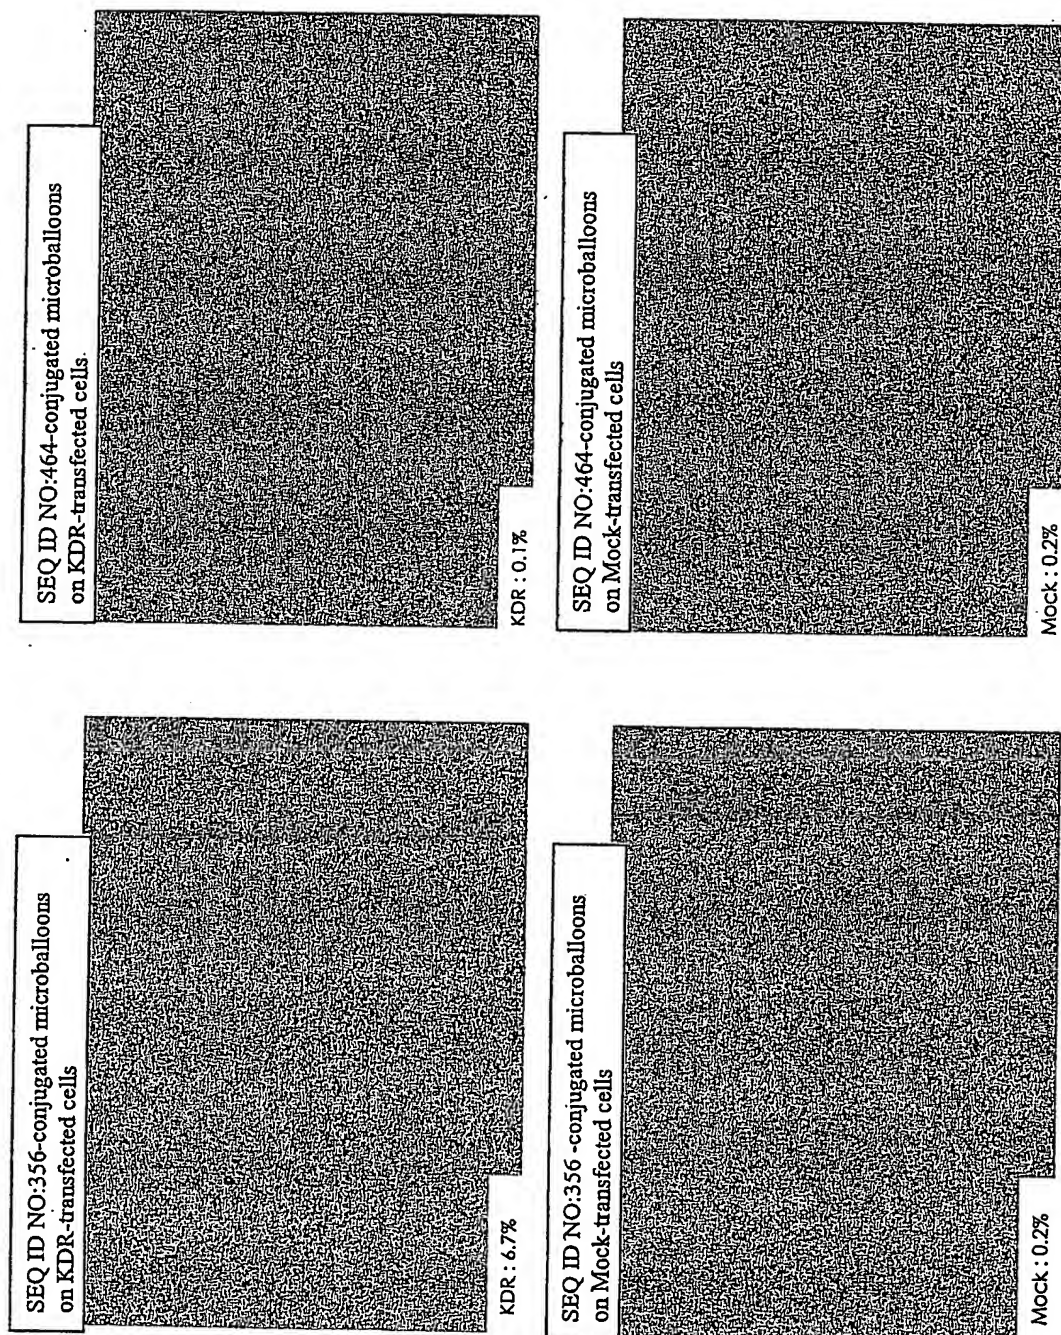 SEQ ID NO:464-conjugated microballoons
on KDR-transfected cells
KDR : 0.1%
SEQ ID NO:464-conjugated microballoons
on Mock-transfected cells
Mock : 0.2%
SEQ ID NO:356-conjugated microballoons
on KDR-transfected cells
KDR : 6.7%
SEQ ID NO:356 -conjugated microballoons
on Mock-transfected cells
Mock : 0.2%